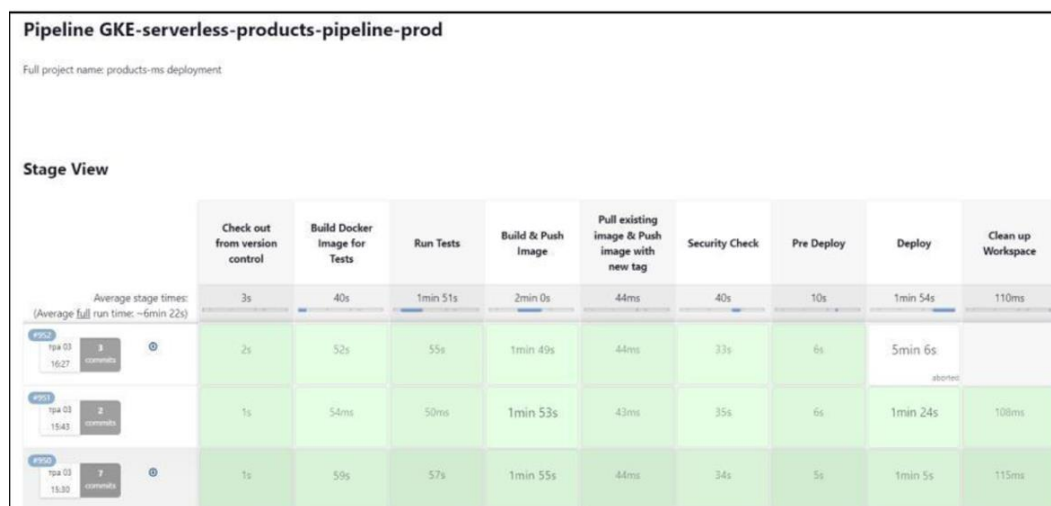 Pipeline GKE-serverless-products-pipeline-prod
Full project name: products-ms deployment
Stage View
Check out from version control
Build Docker Image for Tests
Run Tests
Build & Push Image
Pull existing image & Push image with new tag
Security Check
Pre Deploy
Deploy
Clean up Workspace
Average stage times:
3s 40s 1min 51s 2min 0s 44ms 40s 10s 1min 54s 110ms
(Average full run time: ~6min 22s)
#952
тра 03
16:27
3
commits
2s 52s 55s 1min 49s 44ms 33s 6s 5min 6s
aborted
#951
тра 03
15:43
2
commits
1s 54ms 50ms 1min 53s 43ms 35s 6s 1min 24s 108ms
#950
тра 03
15:30
7
commits
1s 59s 57s 1min 55s 44ms 34s 5s 1min 5s 115ms